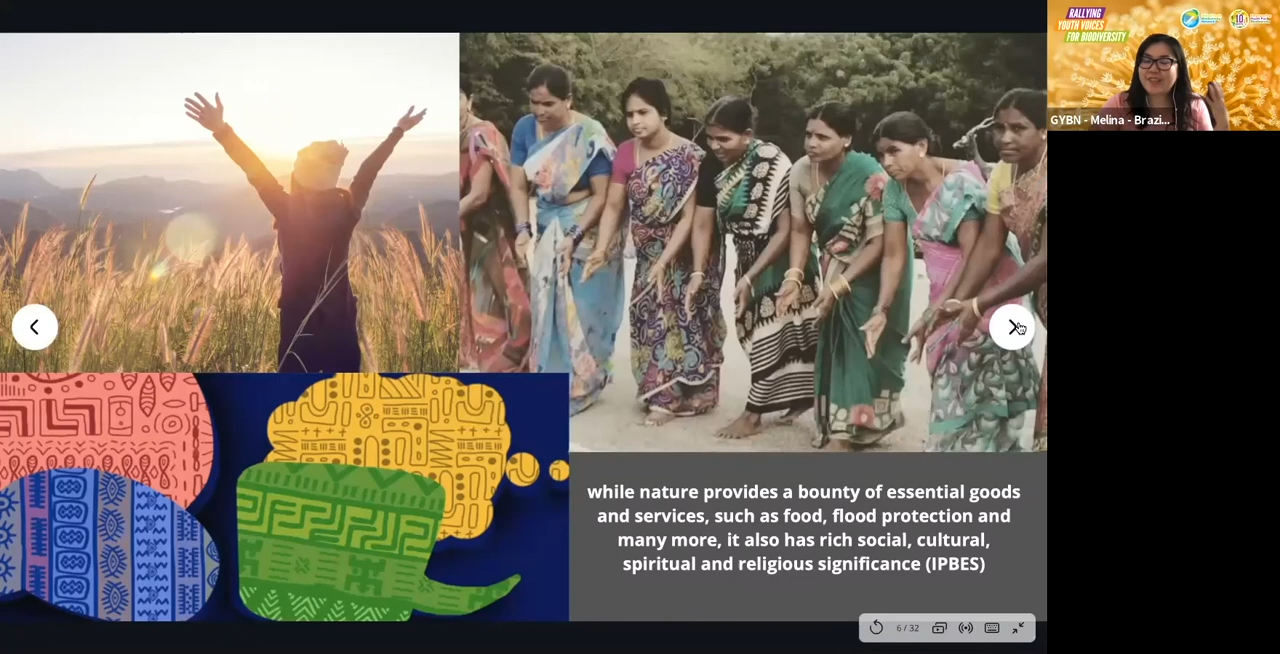 RALLYING
YOUTH VOICES
FOR BIODIVERSITY
10
GYBN - Melina - Brazi...
while nature provides a bounty of essential goods
and services, such as food, flood protection and
many more, it also has rich social, cultural,
spiritual and religious significance (IPBES)
6 / 32